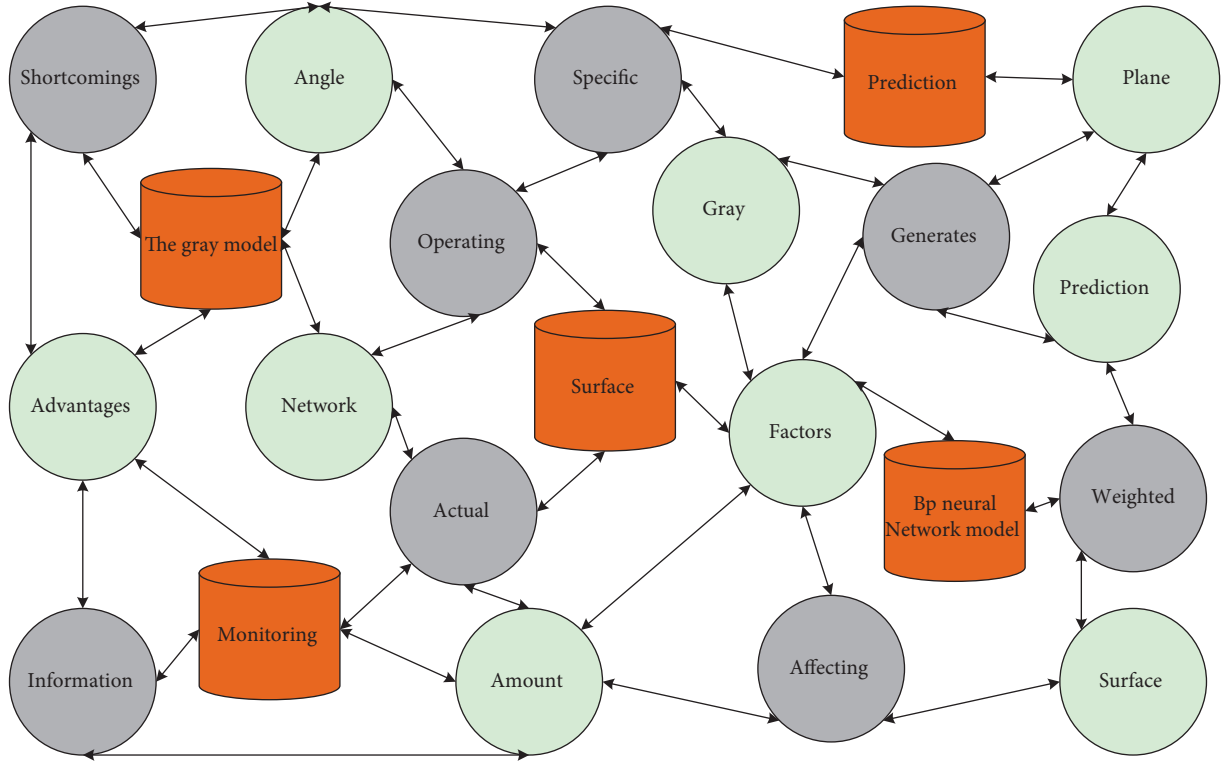 Shortcomings
Angle
Specific
Prediction
Plane
The gray model
Operating
Gray
Generates
Prediction
Advantages
Network
Surface
Factors
Actual
Bp neural
Network model
Weighted
Information
Monitoring
Amount
Affecting
Surface